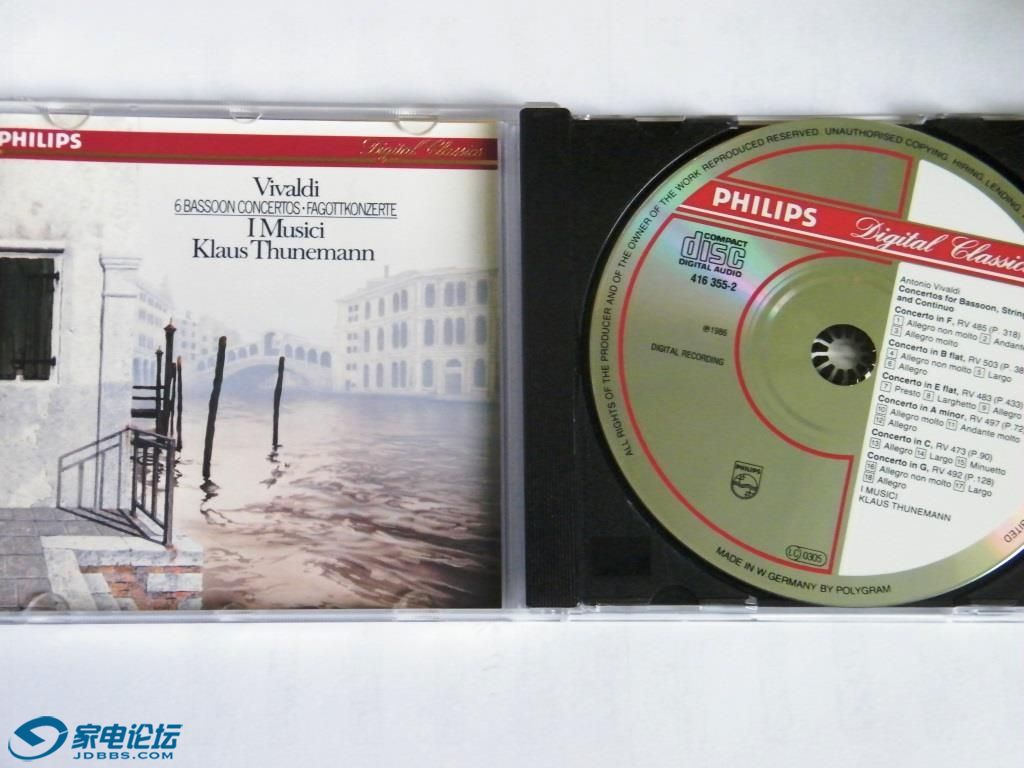 PHILIPS
Digital Classics
Vivaldi
6 BASSOON CONCERTOS · FAGOTTKONZERTE
I Musici
Klaus Thunemann
ALL RIGHTS OF THE PRODUCER AND OF THE OWNER OF THE WORK REPRODUCED RESERVED. UNAUTHORISED COPYING, HIRING, LENDING,
PHILIPS
Digital Classics
COMPACT
disc
DIGITAL AUDIO
416 355-2
℗ 1986
DIGITAL RECORDING
Antonio Vivaldi
Concertos for Bassoon, String
and Continuo
Concerto in F, RV 485 (P. 318)
1 Allegro non molto 2 Andante
3 Allegro molto
Concerto in B flat, RV 503 (P. 38
4 Allegro non molto 5 Largo
6 Allegro
Concerto in E flat, RV 483 (P. 433)
7 Presto 8 Larghetto 9 Allegro
Concerto in A minor, RV 497 (P.72)
10 Allegro molto 11 Andante molto
12 Allegro
Concerto in C, RV 473 (P.90)
13 Allegro 14 Largo 15 Minuetto
Concerto in G, RV 492 (P.128)
16 Allegro non molto 17 Largo
18 Allegro
I MUSICI
KLAUS THUNEMANN
PHILIPS
LC 0305
MADE IN W. GERMANY BY POLYGRAM
ITED
家电论坛
JDBBS.COM